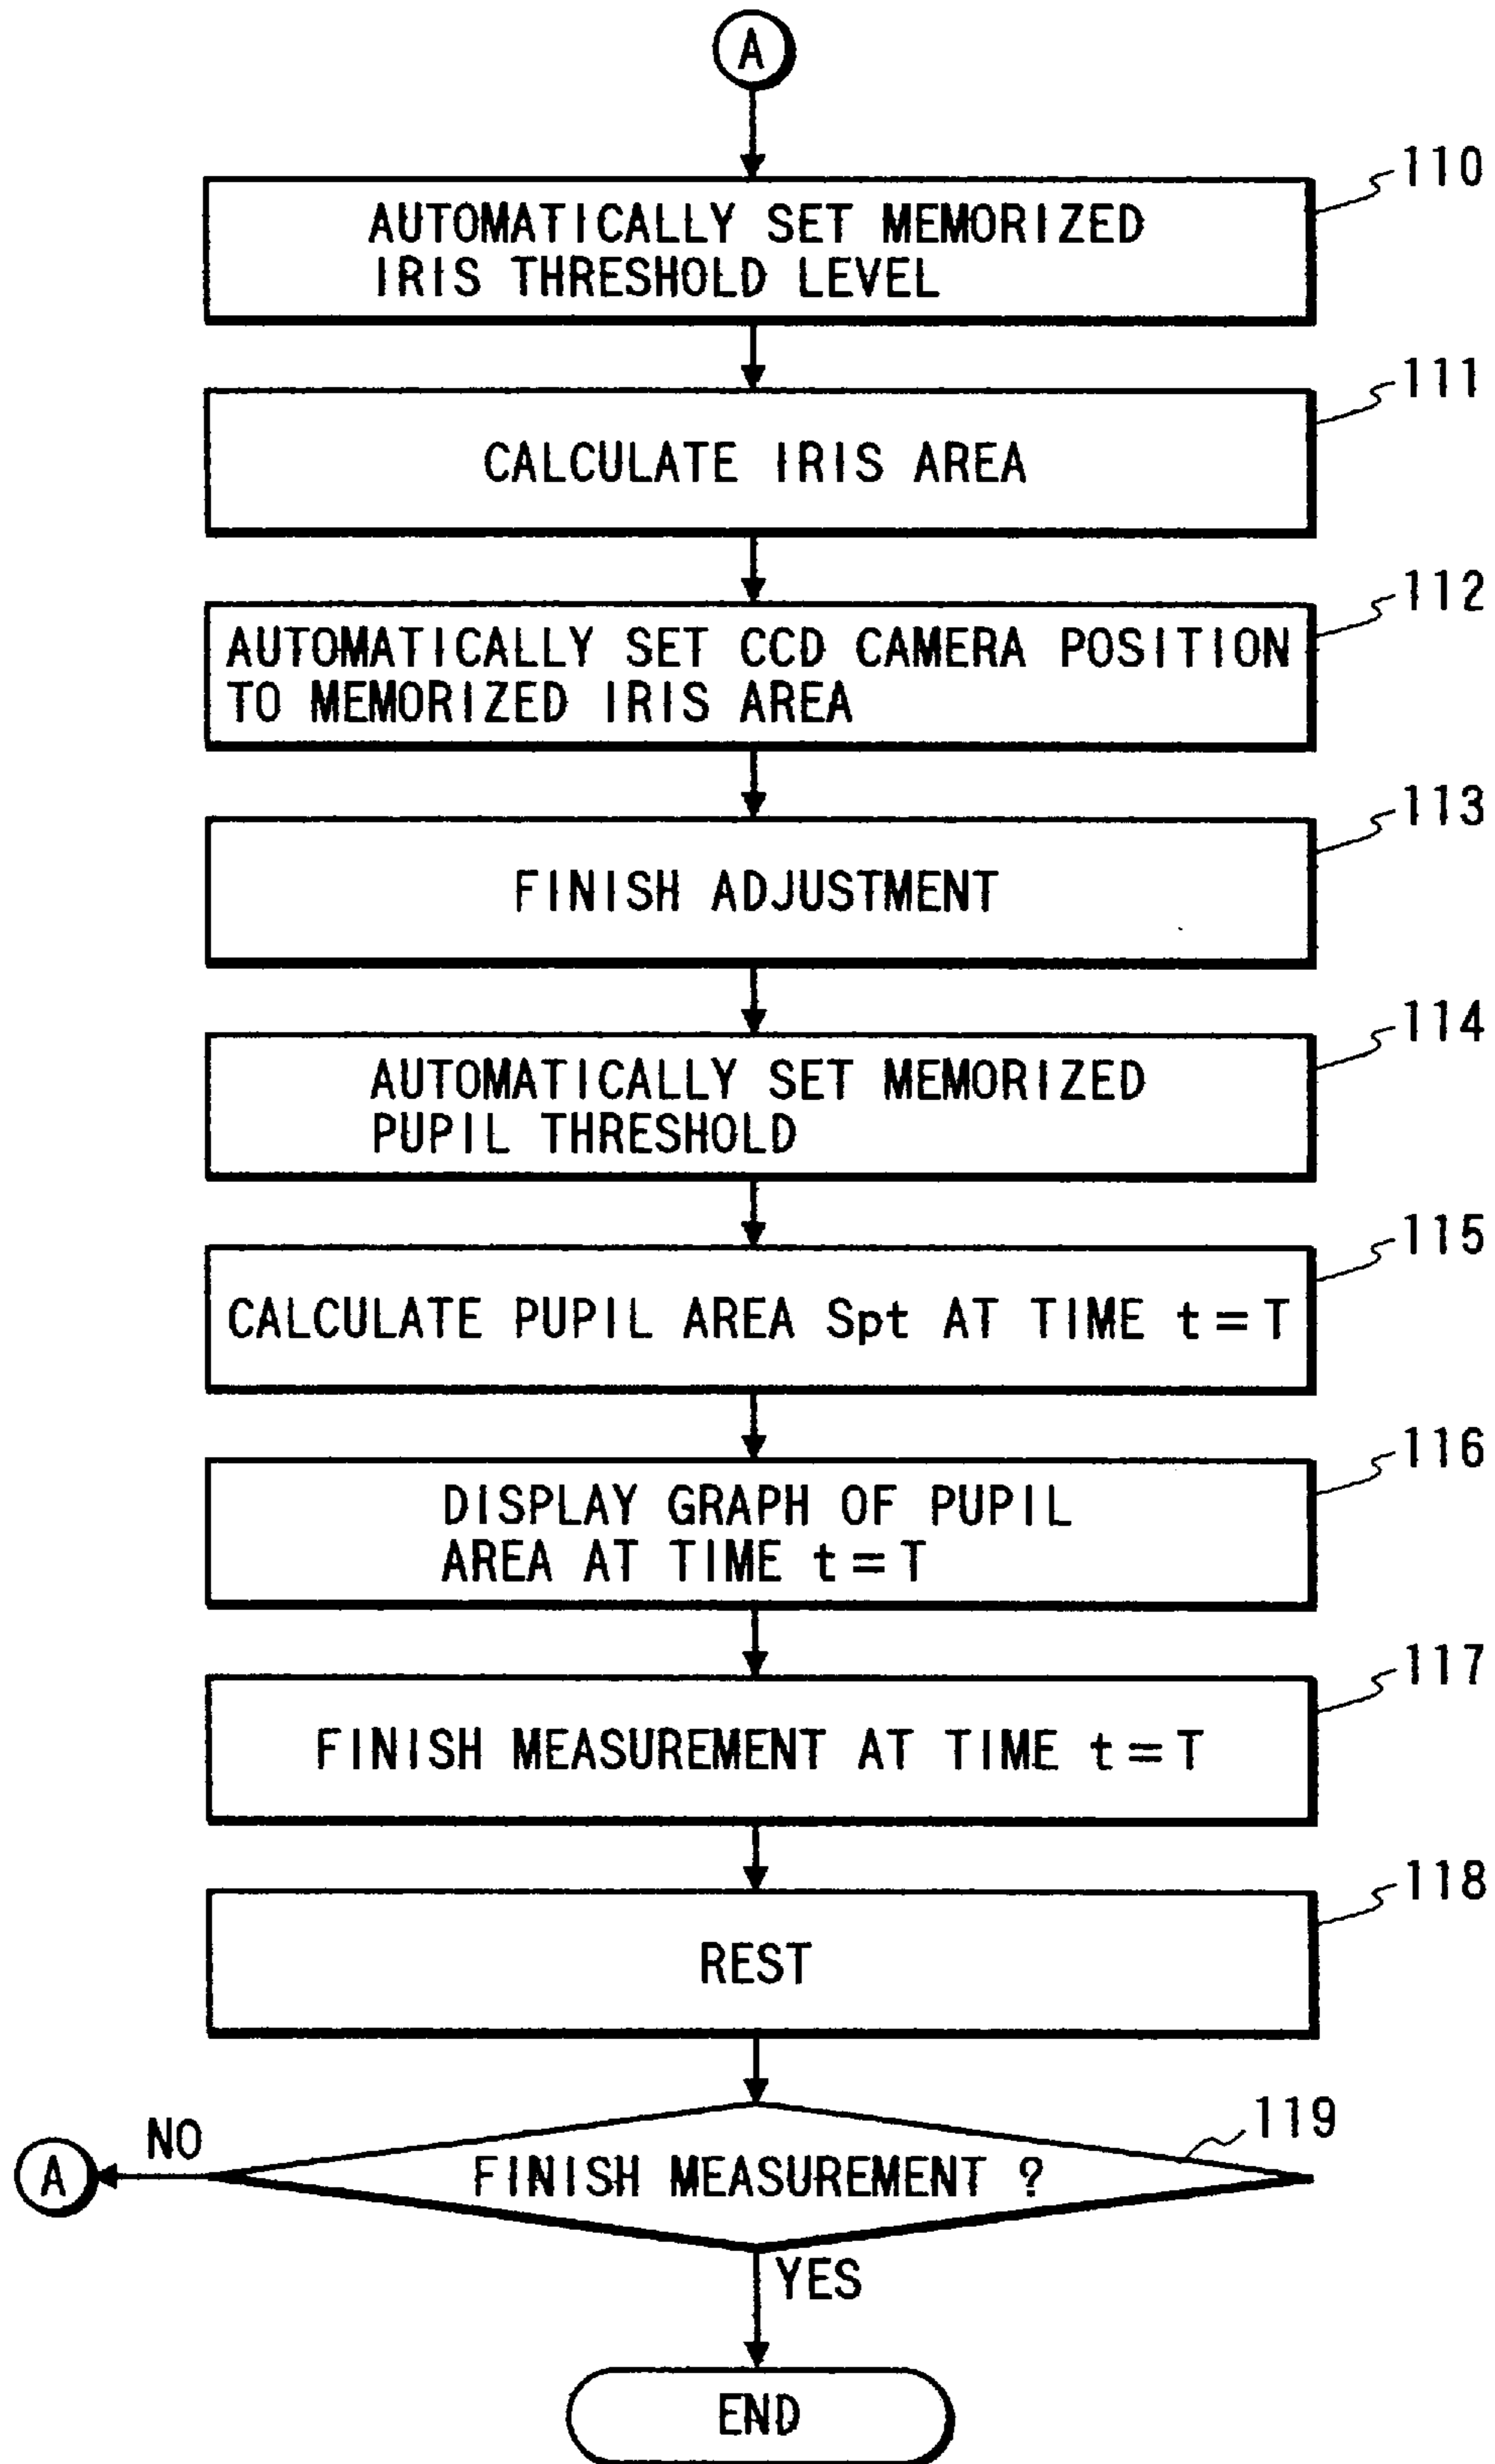 A
110
AUTOMATICALLY SET MEMORIZED
IRIS THRESHOLD LEVEL
111
CALCULATE IRIS AREA
112
AUTOMATICALLY SET CCD CAMERA POSITION
TO MEMORIZED IRIS AREA
113
FINISH ADJUSTMENT
114
AUTOMATICALLY SET MEMORIZED
PUPIL THRESHOLD
115
CALCULATE PUPIL AREA Spt AT TIME t=T
116
DISPLAY GRAPH OF PUPIL
AREA AT TIME t=T
117
FINISH MEASUREMENT AT TIME t=T
118
REST
119
NO
A
FINISH MEASUREMENT ?
YES
END